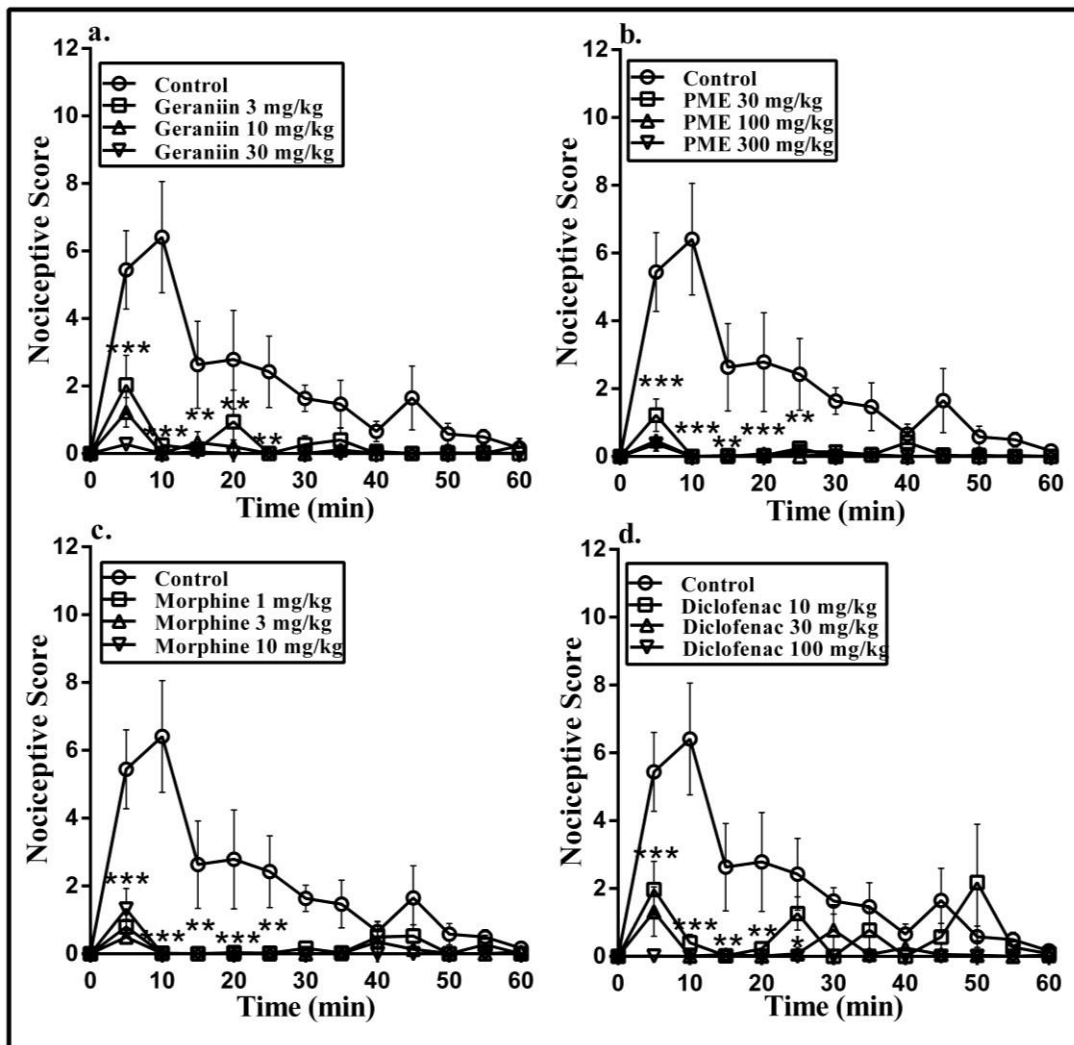 a.
12
10
8
6
4
2
0
Nociceptive Score
Control
Geraniin 3 mg/kg
Geraniin 10 mg/kg
Geraniin 30 mg/kg
***
***
**
**
**
0 10 20 30 40 50 60
Time (min)
b.
12
10
8
6
4
2
0
Nociceptive Score
Control
PME 30 mg/kg
PME 100 mg/kg
PME 300 mg/kg
***
***
**
***
**
0 10 20 30 40 50 60
Time (min)
c.
12
10
8
6
4
2
0
Nociceptive Score
Control
Morphine 1 mg/kg
Morphine 3 mg/kg
Morphine 10 mg/kg
***
***
**
***
**
0 10 20 30 40 50 60
Time (min)
d.
12
10
8
6
4
2
0
Nociceptive Score
Control
Diclofenac 10 mg/kg
Diclofenac 30 mg/kg
Diclofenac 100 mg/kg
***
***
**
**
*
0 10 20 30 40 50 60
Time (min)